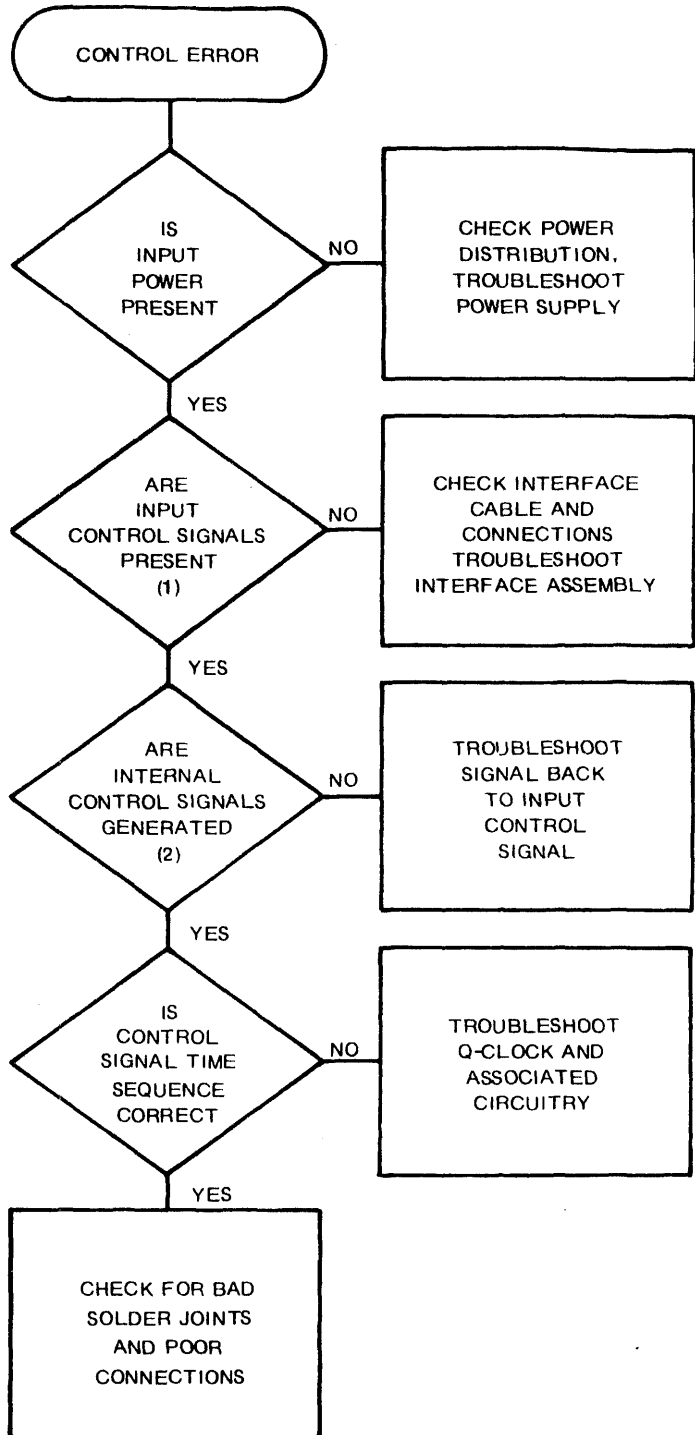 CONTROL ERROR
IS
INPUT
POWER
PRESENT
NO
CHECK POWER
DISTRIBUTION,
TROUBLESHOOT
POWER SUPPLY
YES
ARE
INPUT
CONTROL SIGNALS
PRESENT
(1)
NO
CHECK INTERFACE
CABLE AND
CONNECTIONS
TROUBLESHOOT
INTERFACE ASSEMBLY
YES
ARE
INTERNAL
CONTROL SIGNALS
GENERATED
(2)
NO
TROUBLESHOOT
SIGNAL BACK
TO INPUT
CONTROL
SIGNAL
YES
IS
CONTROL
SIGNAL TIME
SEQUENCE
CORRECT
NO
TROUBLESHOOT
Q-CLOCK AND
ASSOCIATED
CIRCUITRY
YES
CHECK FOR BAD
SOLDER JOINTS
AND POOR
CONNECTIONS